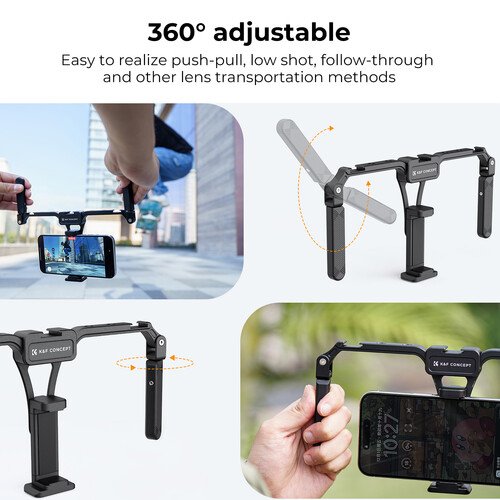 360° adjustable
Easy to realize push-pull, low shot, follow-through
and other lens transportation methods
K&F CONCEPT
K&F CONCEPT
K&F CONCEPT
K&F CONCEPT
10:27